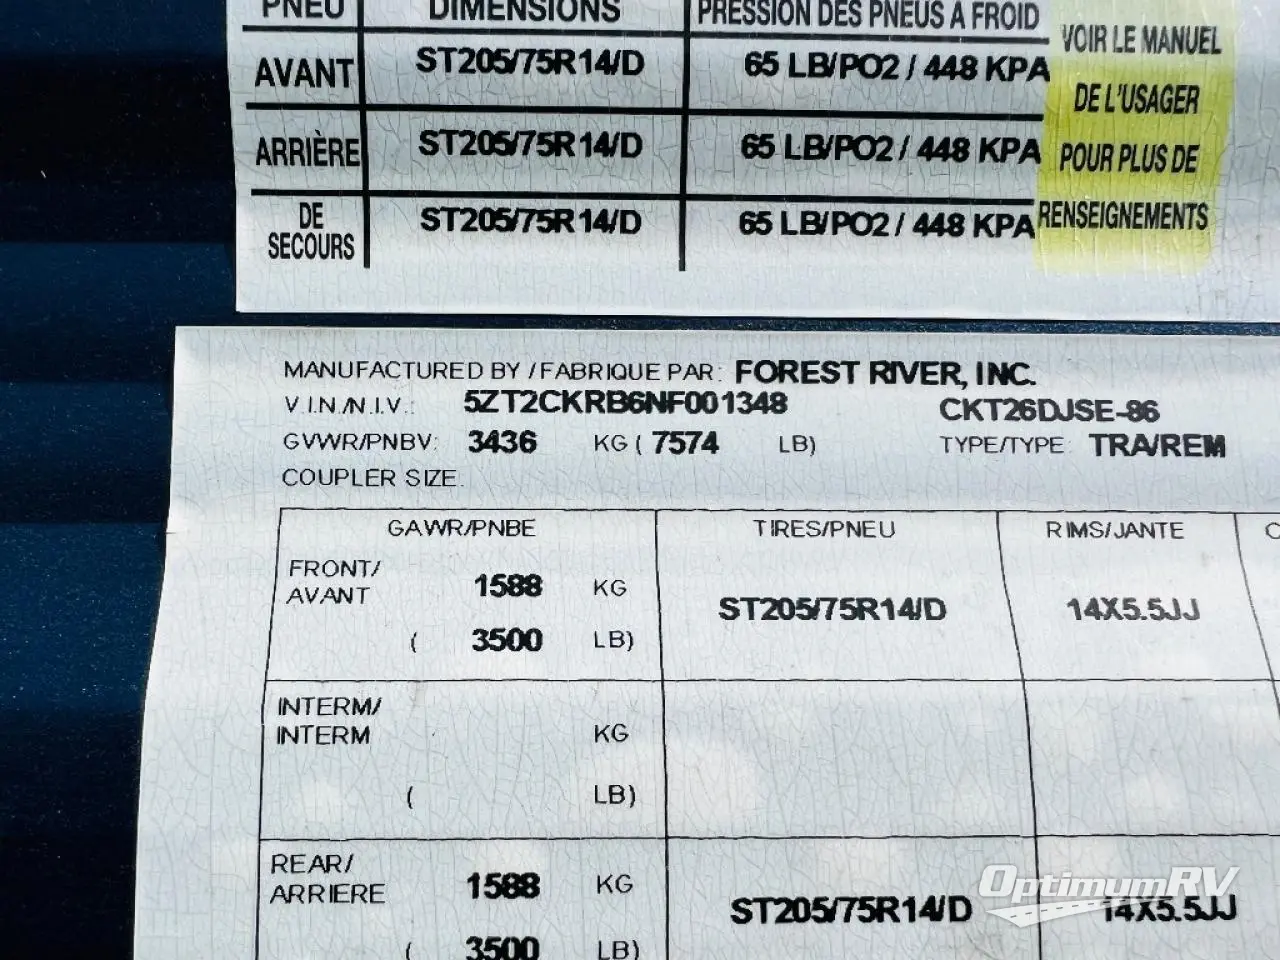 PNEU DIMENSIONS PRESSION DES PNEUS A FROID
AVANT ST205/75R14/D 65 LB/PO2 / 448 KPA
ARRIÈRE ST205/75R14/D 65 LB/PO2 / 448 KPA
DE
SECOURS ST205/75R14/D 65 LB/PO2 / 448 KPA
VOIR LE MANUEL
DE L'USAGER
POUR PLUS DE
RENSEIGNEMENTS
MANUFACTURED BY / FABRIQUE PAR: FOREST RIVER, INC.
V.I.N./N.I.V.: 5ZT2CKRB6NF001348 CKT26DJSE-86
GVWR/PNBV: 3436 KG ( 7574 LB) TYPE/TYPE: TRA/REM
COUPLER SIZE:
GAWR/PNBE TIRES/PNEU RIMS/JANTE
FRONT/
AVANT 1588 KG ST205/75R14/D 14X5.5JJ
( 3500 LB)
INTERM/
INTERM KG
( LB)
REAR/
ARRIERE 1588 KG ST205/75R14/D 14X5.5JJ
( 3500 LB)
OptimumRV